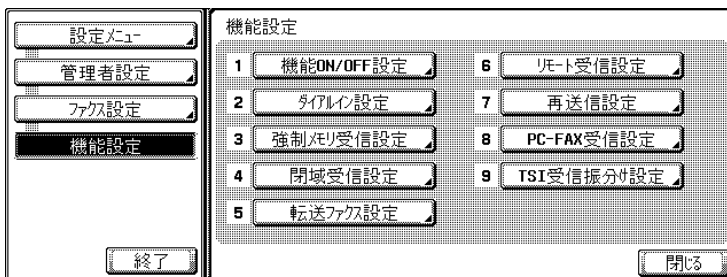 設定ﾒﾆｭｰ
管理者設定
ﾌｧｸｽ設定
機能設定
終了
機能設定
1 機能ON/OFF設定
2 ﾀﾞｲｱﾙｲﾝ設定
3 強制ﾒﾓﾘ受信設定
4 閉域受信設定
5 転送ﾌｧｸｽ設定
6 ﾘﾓｰﾄ受信設定
7 再送信設定
8 PC-FAX受信設定
9 TSI受信振分け設定
閉じる